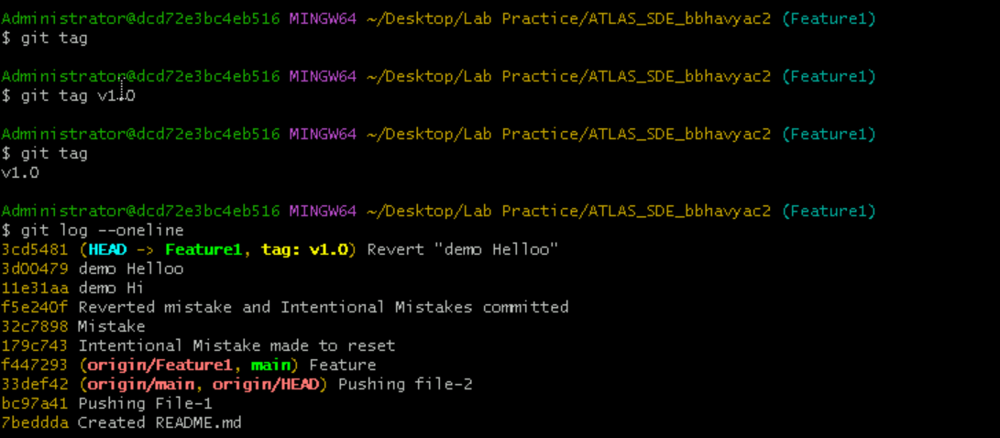 Administrator@dcd72e3bc4eb516 MINGW64 ~/Desktop/Lab Practice/ATLAS_SDE_bbhavyac2 (Feature1)
$ git tag
Administrator@dcd72e3bc4eb516 MINGW64 ~/Desktop/Lab Practice/ATLAS_SDE_bbhavyac2 (Feature1)
$ git tag v1.0
Administrator@dcd72e3bc4eb516 MINGW64 ~/Desktop/Lab Practice/ATLAS_SDE_bbhavyac2 (Feature1)
$ git tag
v1.0
Administrator@dcd72e3bc4eb516 MINGW64 ~/Desktop/Lab Practice/ATLAS_SDE_bbhavyac2 (Feature1)
$ git log --oneline
3cd5481 (HEAD -> Feature1, tag: v1.0) Revert "demo Helloo"
3d00479 demo Helloo
11e31aa demo Hi
f5e240f Reverted mistake and Intentional Mistakes committed
32c7898 Mistake
179c743 Intentional Mistake made to reset
f447293 (origin/Feature1, main) Feature
33def42 (origin/main, origin/HEAD) Pushing file-2
bc97a41 Pushing File-1
7beddda Created README.md